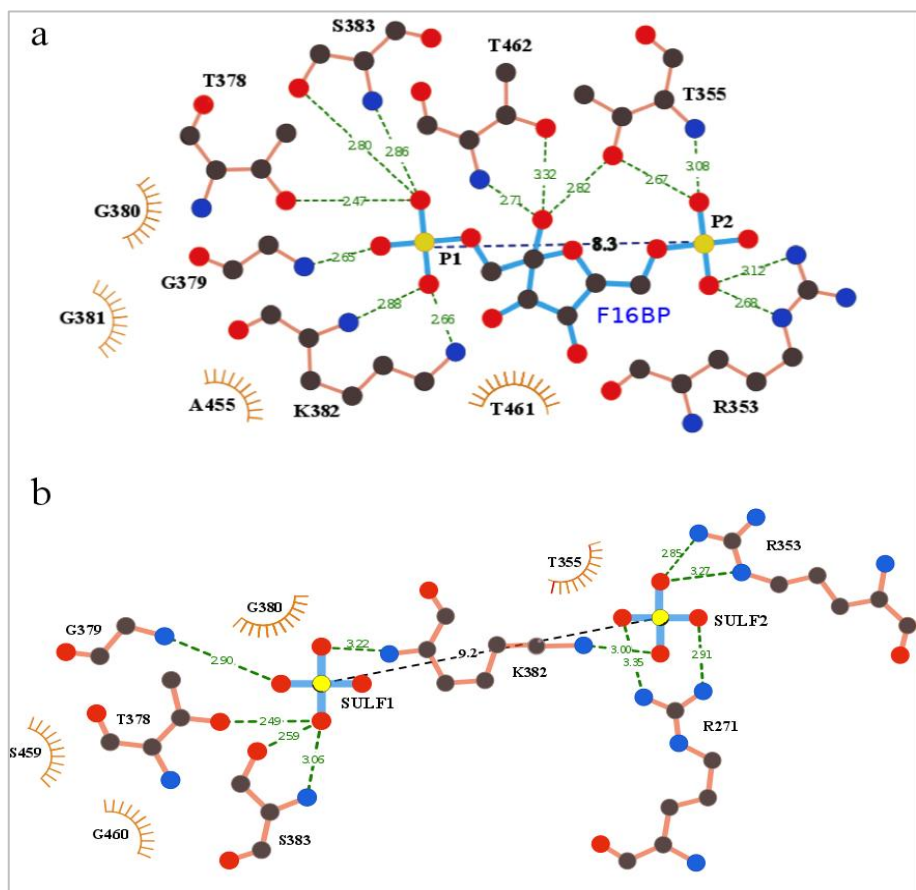 a
S383
T462
T378
T355
2.80
2.86
3.32
3.08
2.82
2.67
2.71
2.47
G380
P2
8.3
2.65
P1
G379
3.12
2.88
2.68
F16BP
G381
2.66
A455
K382
T461
R353
b
R353
2.85
T355
3.27
G380
G379
SULF2
3.22
9.2
3.00
2.91
2.90
K382
3.35
SULF1
T378
2.49
R271
2.59
S459
3.06
G460
S383